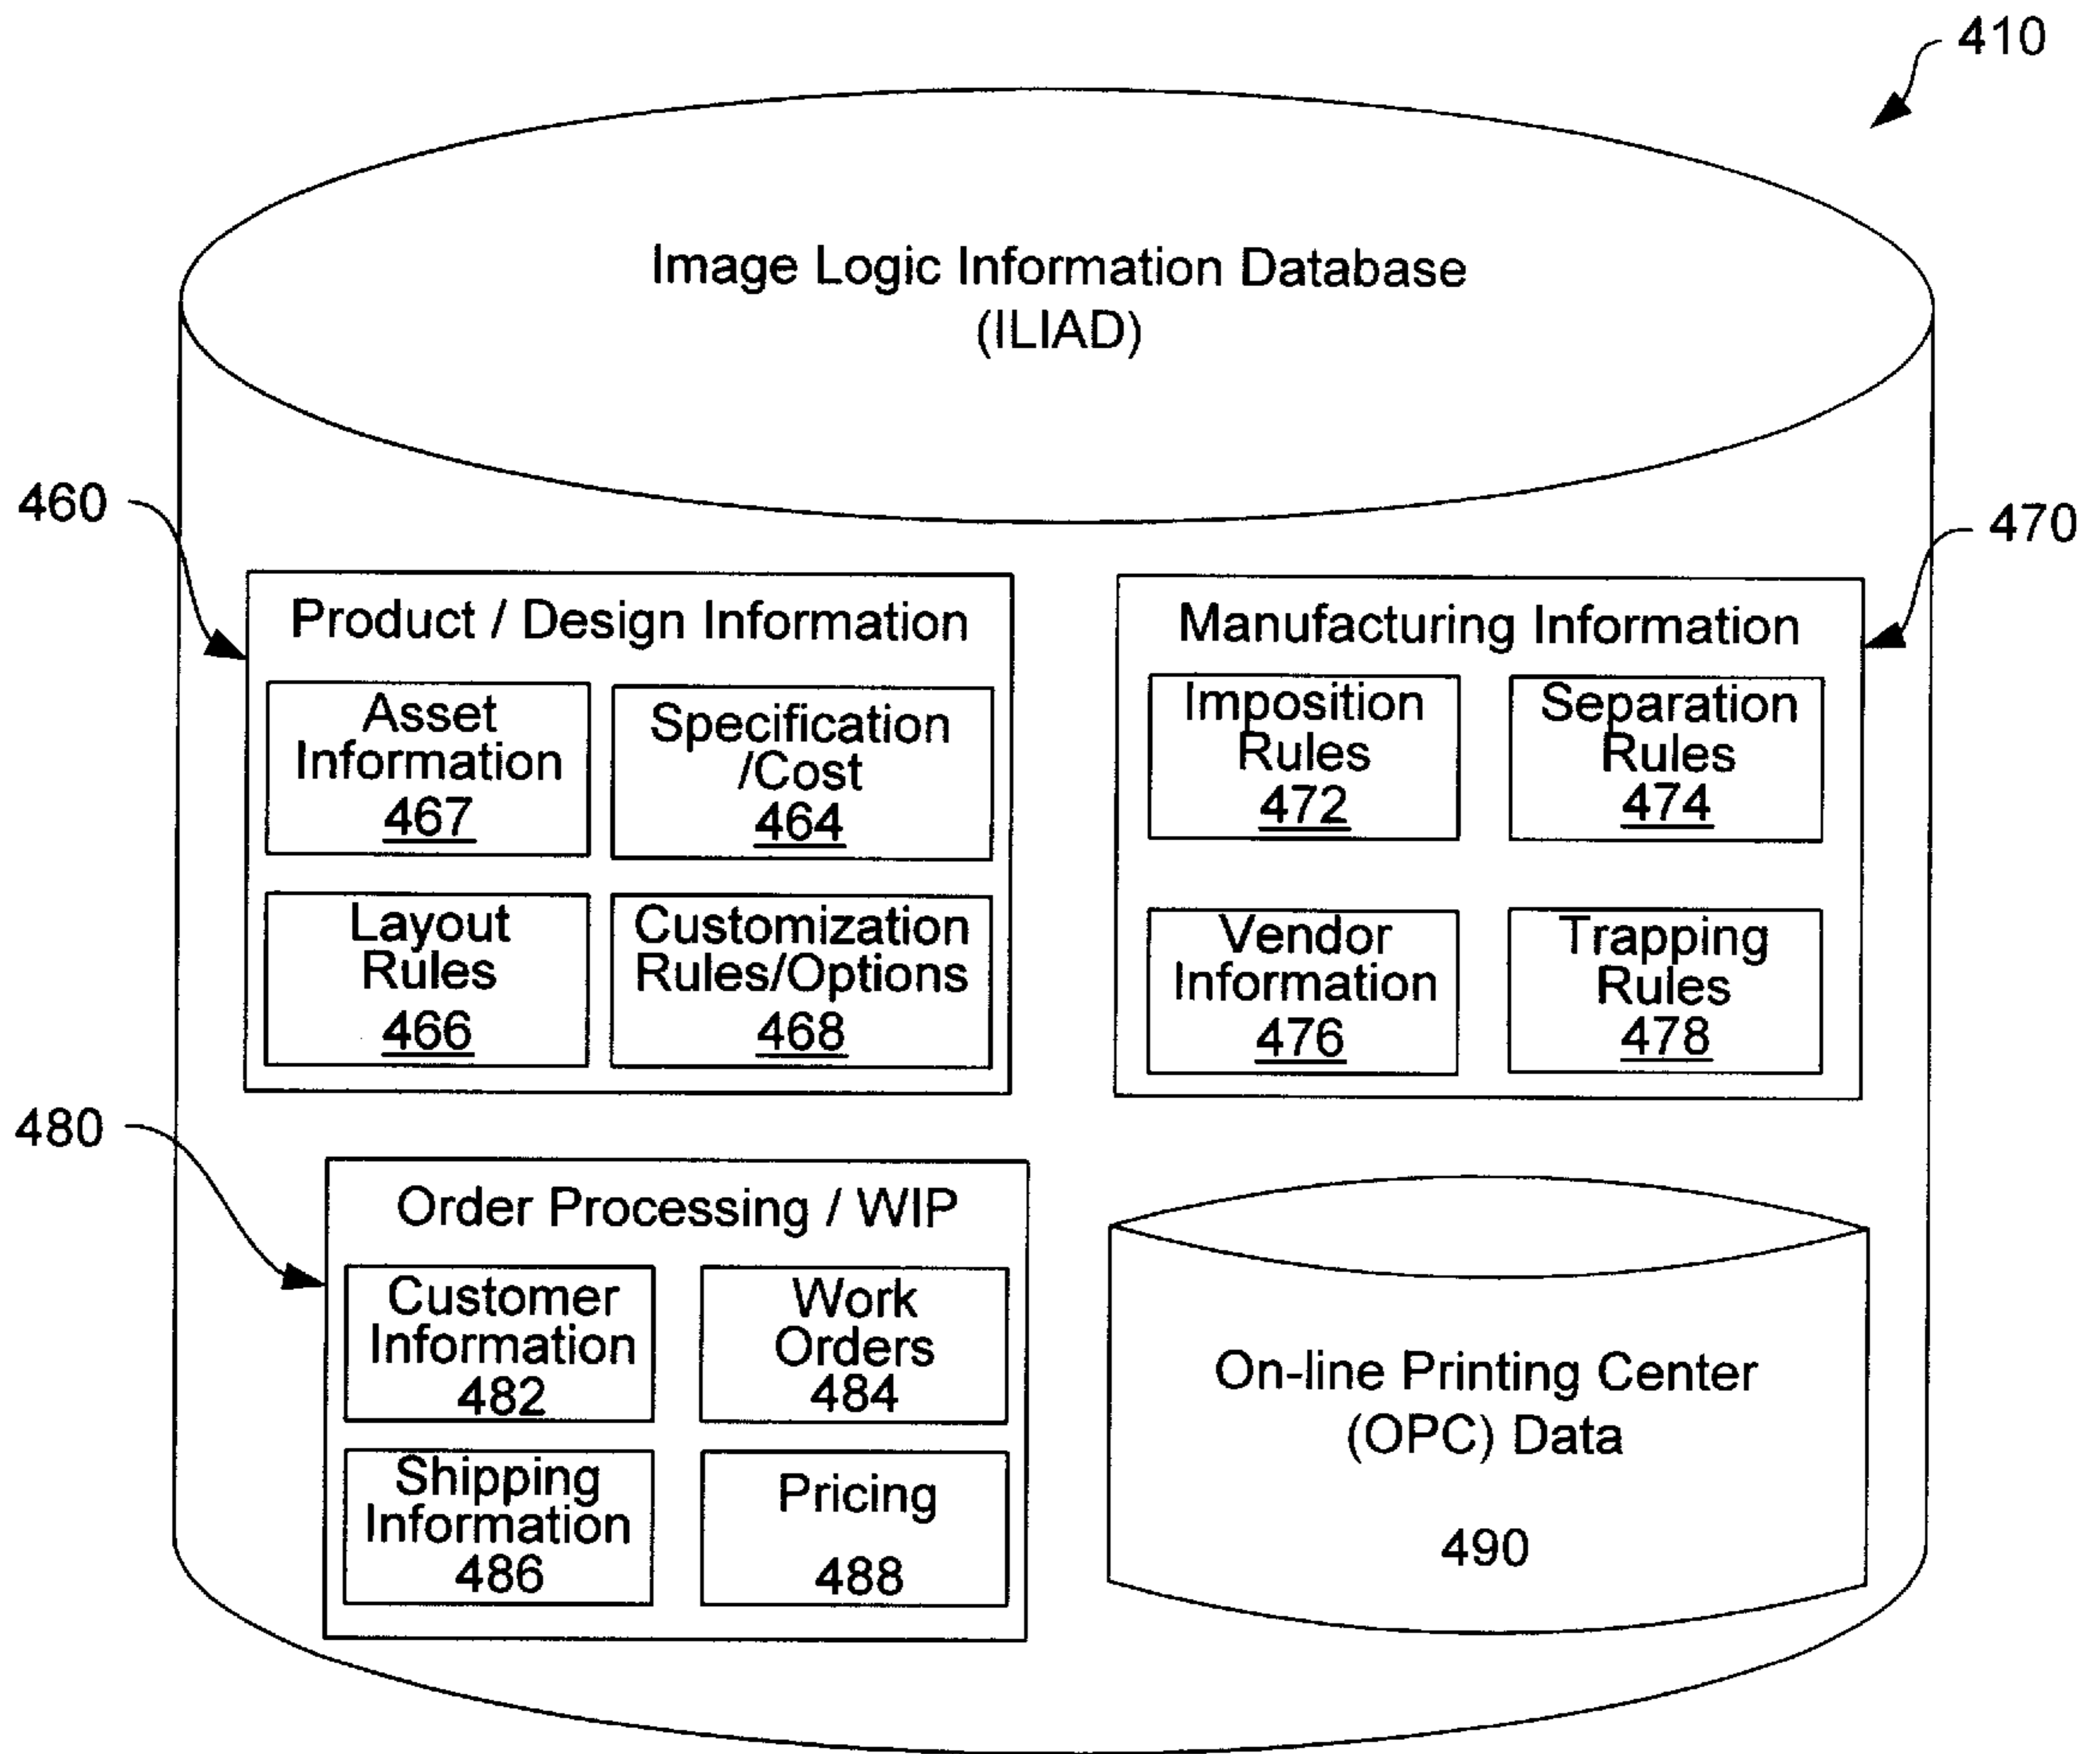 410
Image Logic Information Database
(ILIAD)
460
470
Product / Design Information
Asset
Information
467
Specification
/Cost
464
Layout
Rules
466
Customization
Rules/Options
468
Manufacturing Information
Imposition
Rules
472
Separation
Rules
474
Vendor
Information
476
Trapping
Rules
478
480
Order Processing / WIP
Customer
Information
482
Work
Orders
484
Shipping
Information
486
Pricing
488
On-line Printing Center
(OPC) Data
490